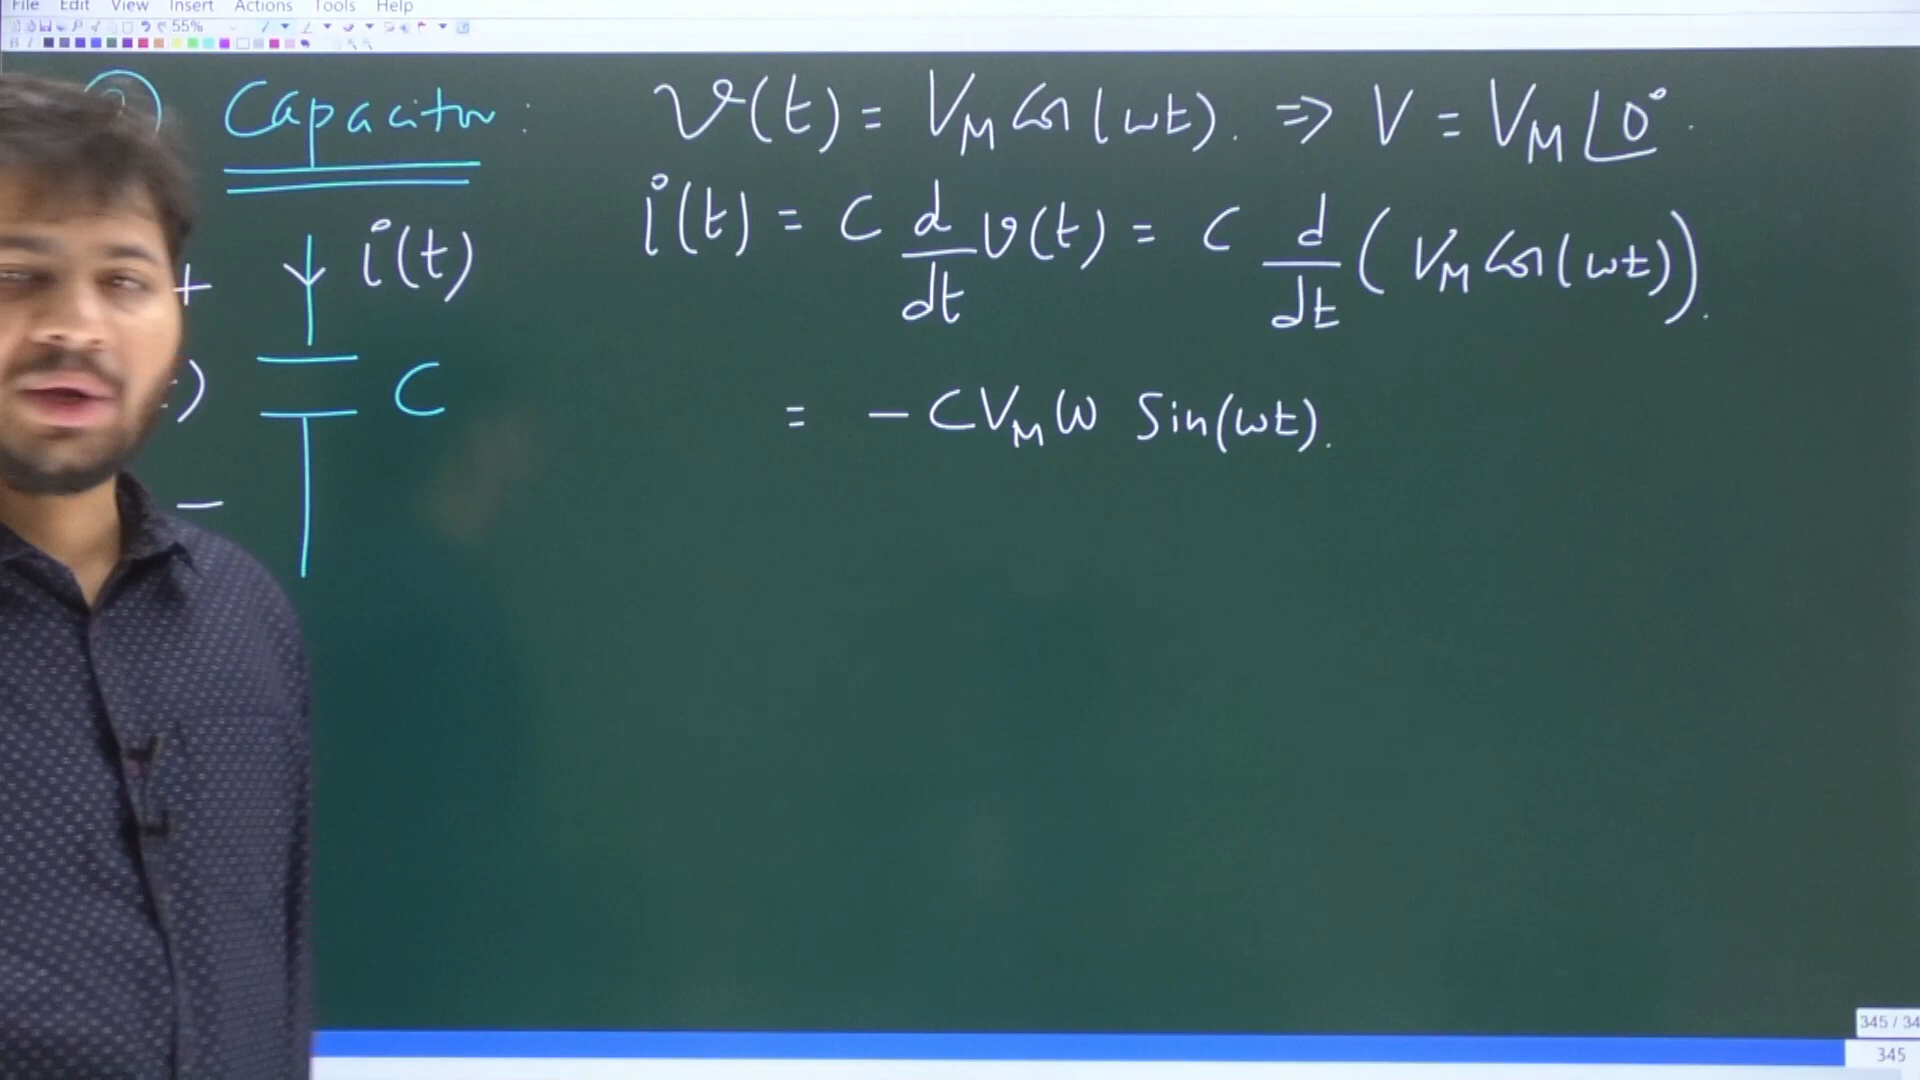 File Edit View Insert Actions Tools Help
55%
Capacitor:
v(t) = V_M Cos(ωt). ⇒ V = V_M ∠0°.
i(t) = C d/dt v(t) = C d/dt (V_M Cos(ωt)).
= - C V_M ω Sin(ωt).
i(t)
+
C
)
-
345 / 34
345